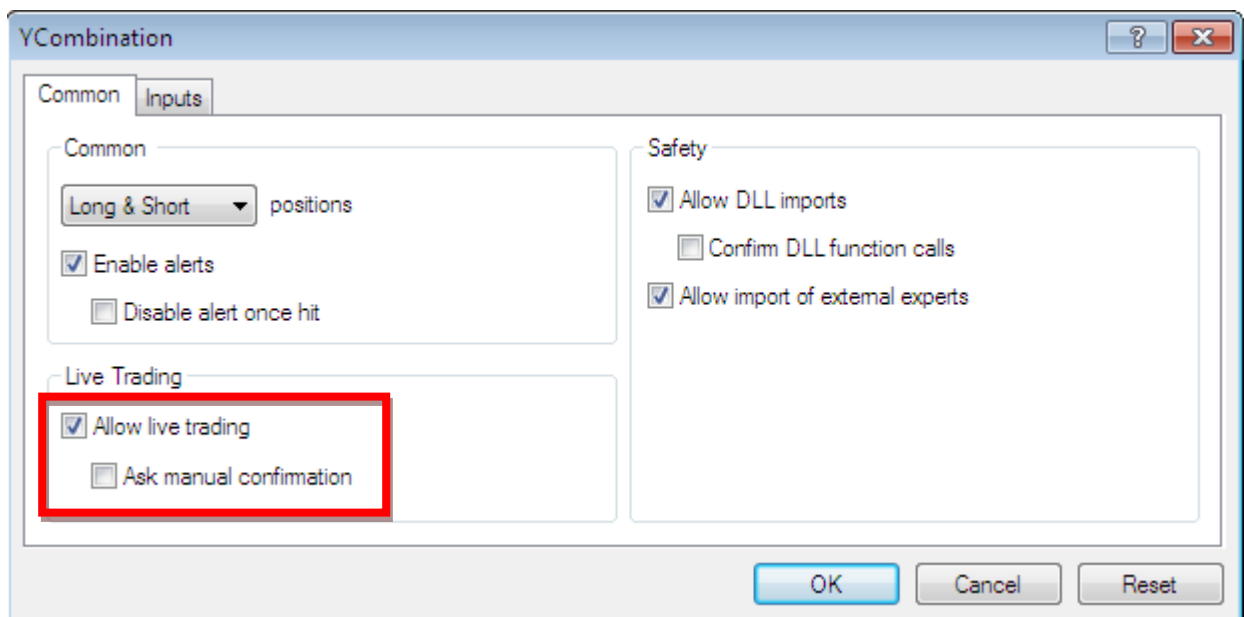 YCombination
Common
Inputs
Common
Long & Short
positions
Enable alerts
Disable alert once hit
Live Trading
Allow live trading
Ask manual confirmation
Safety
Allow DLL imports
Confirm DLL function calls
Allow import of external experts
OK
Cancel
Reset